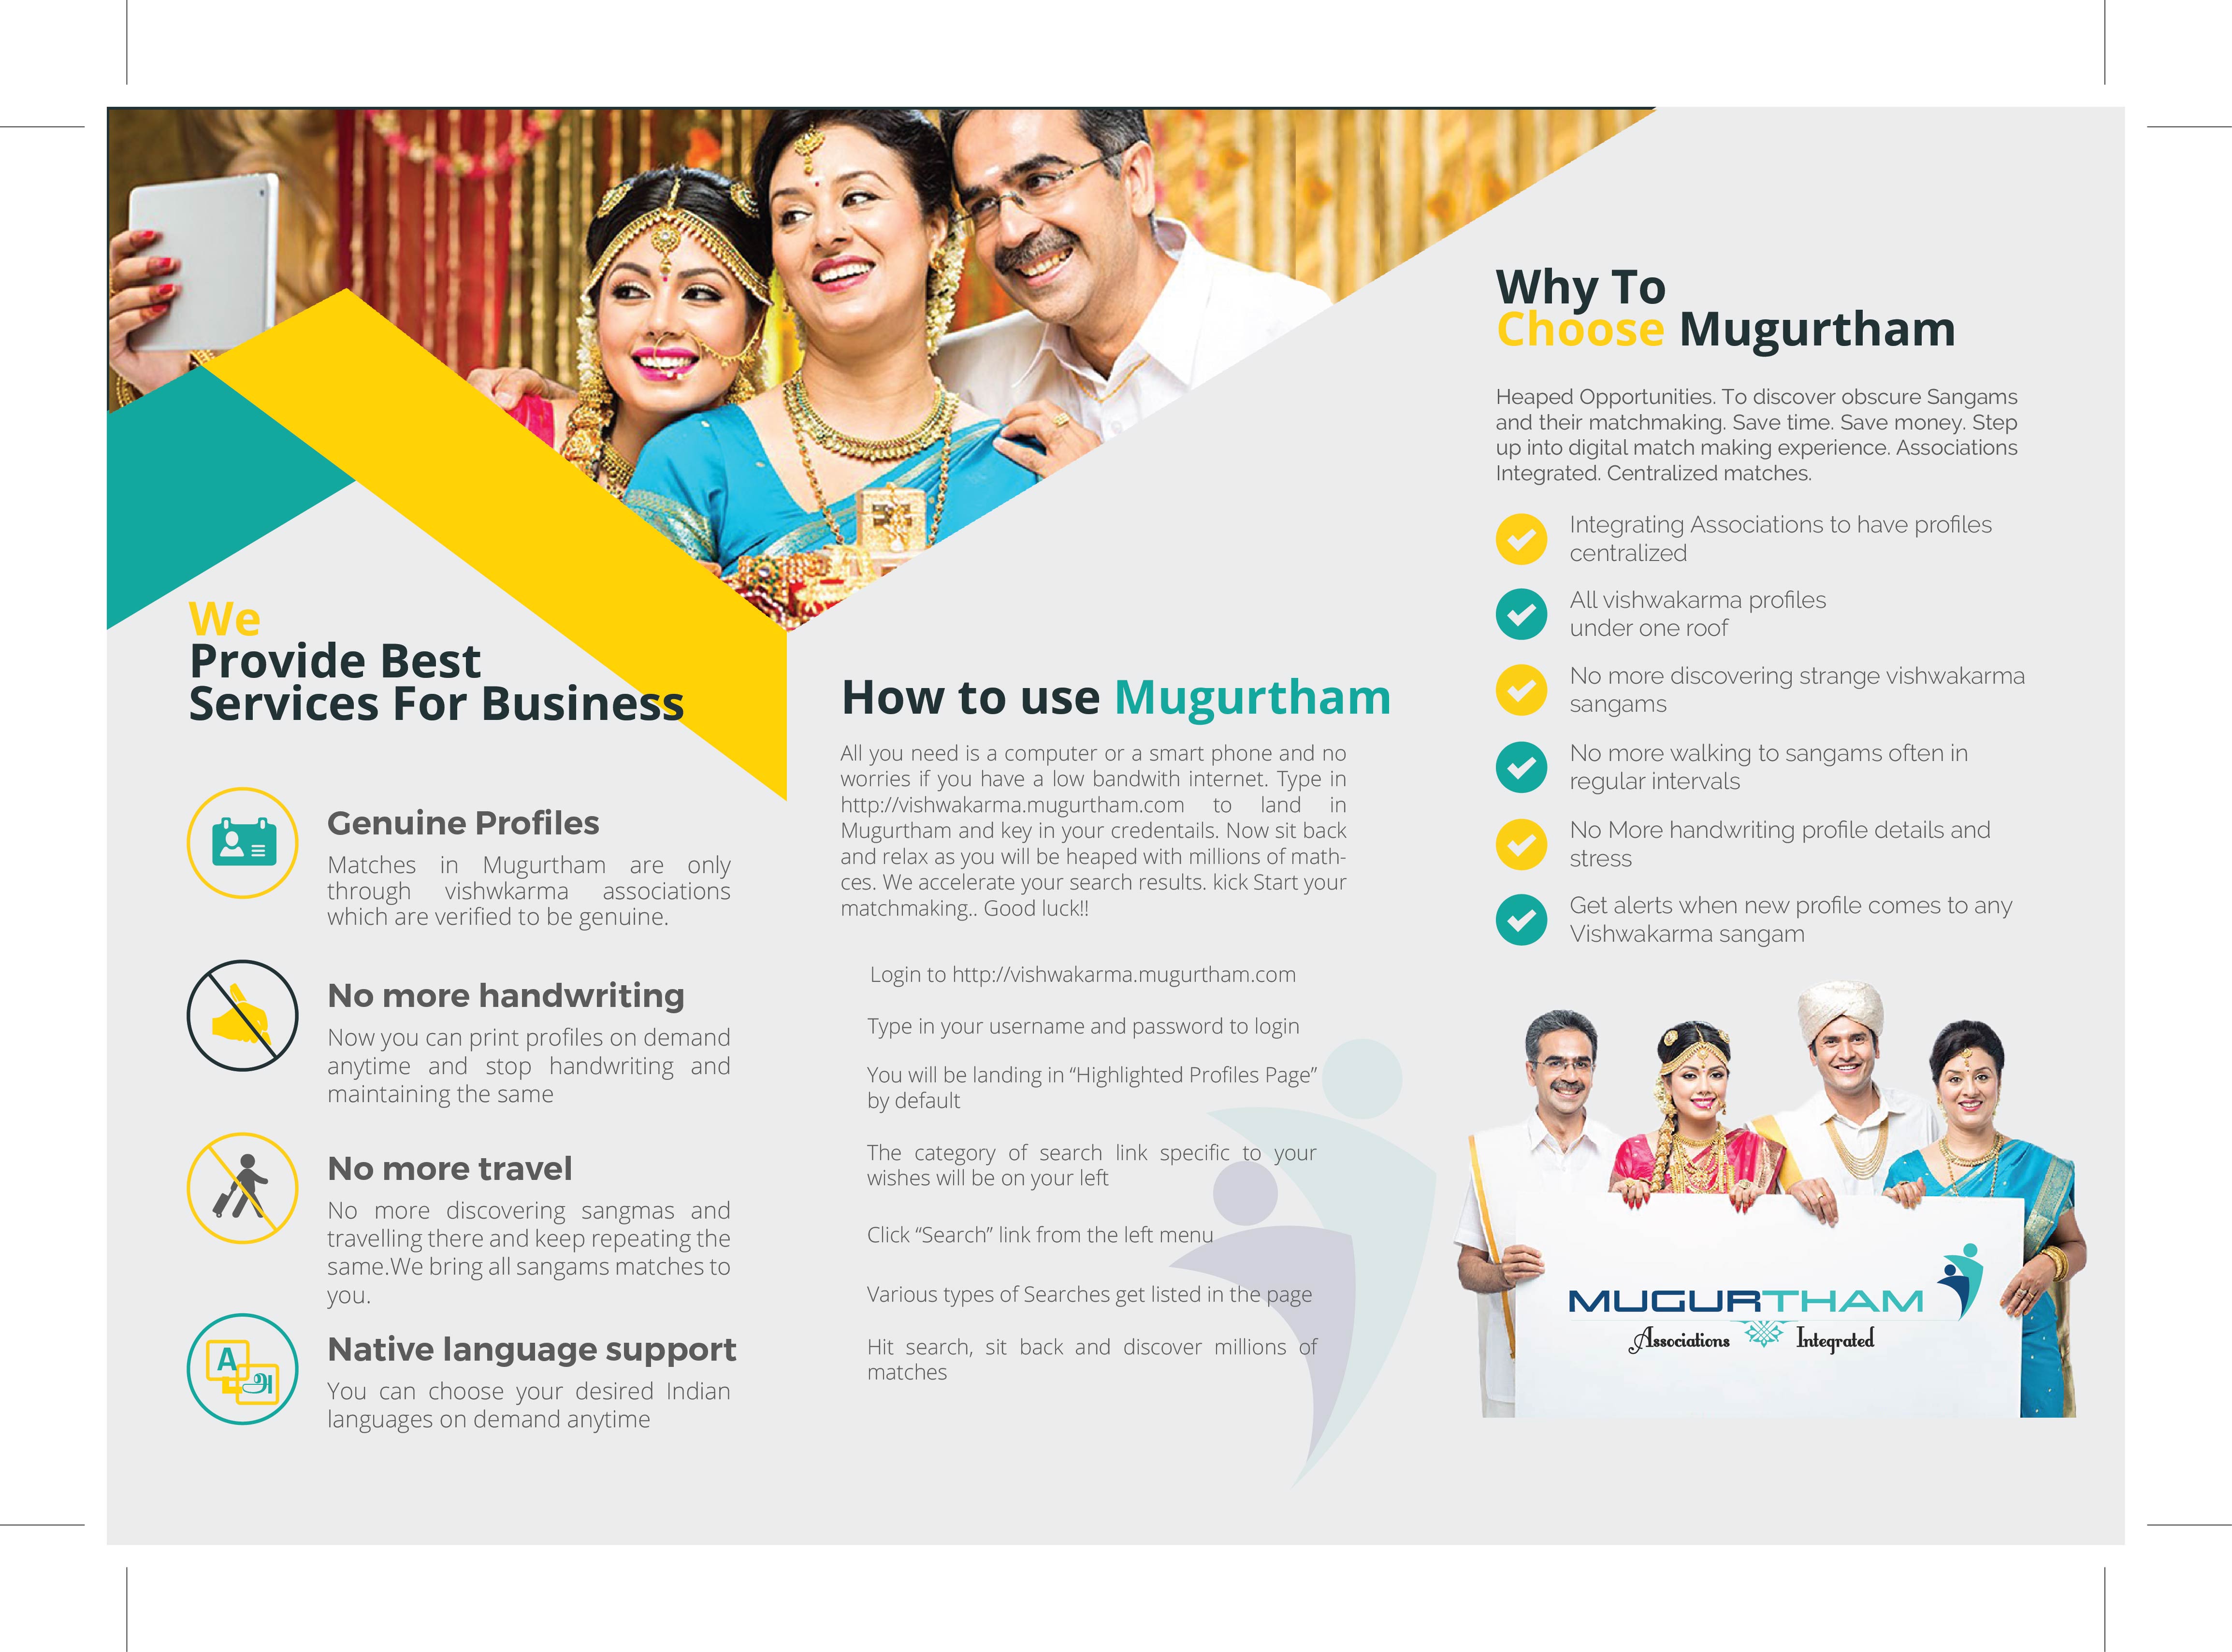 We
Provide Best
Services For Business
Genuine Profiles
Matches in Mugurtham are only
through vishwkarma associations
which are verified to be genuine.
No more handwriting
Now you can print profiles on demand
anytime and stop handwriting and
maintaining the same
No more travel
No more discovering sangmas and
travelling there and keep repeating the
same.We bring all sangams matches to
you.
A அ
Native language support
You can choose your desired Indian
languages on demand anytime
How to use Mugurtham
All you need is a computer or a smart phone and no
worries if you have a low bandwith internet. Type in
http://vishwakarma.mugurtham.com to land in
Mugurtham and key in your credentails. Now sit back
and relax as you will be heaped with millions of math-
ces. We accelerate your search results. kick Start your
matchmaking.. Good luck!!
Login to http://vishwakarma.mugurtham.com
Type in your username and password to login
You will be landing in “Highlighted Profiles Page”
by default
The category of search link specific to your
wishes will be on your left
Click “Search” link from the left menu
Various types of Searches get listed in the page
Hit search, sit back and discover millions of
matches
Why To
Choose Mugurtham
Heaped Opportunities. To discover obscure Sangams
and their matchmaking. Save time. Save money. Step
up into digital match making experience. Associations
Integrated. Centralized matches.
Integrating Associations to have profiles
centralized
All vishwakarma profiles
under one roof
No more discovering strange vishwakarma
sangams
No more walking to sangams often in
regular intervals
No More handwriting profile details and
stress
Get alerts when new profile comes to any
Vishwakarma sangam
MUGURTHAM
Associations Integrated